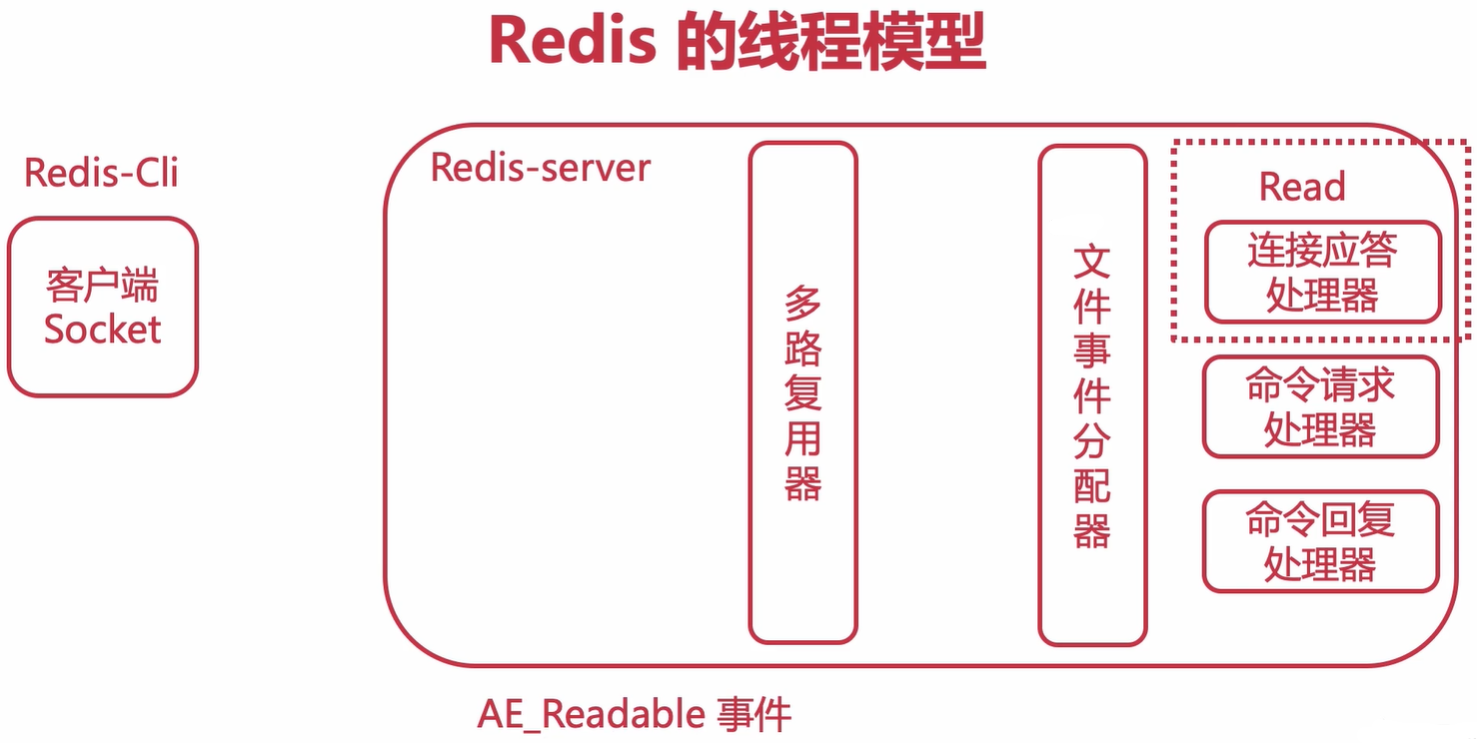 Redis 的线程模型
Redis-Cli
客户端
Socket
Redis-server
多路复用器
文件事件分配器
Read
连接应答
处理器
命令请求
处理器
命令回复
处理器
AE_Readable 事件